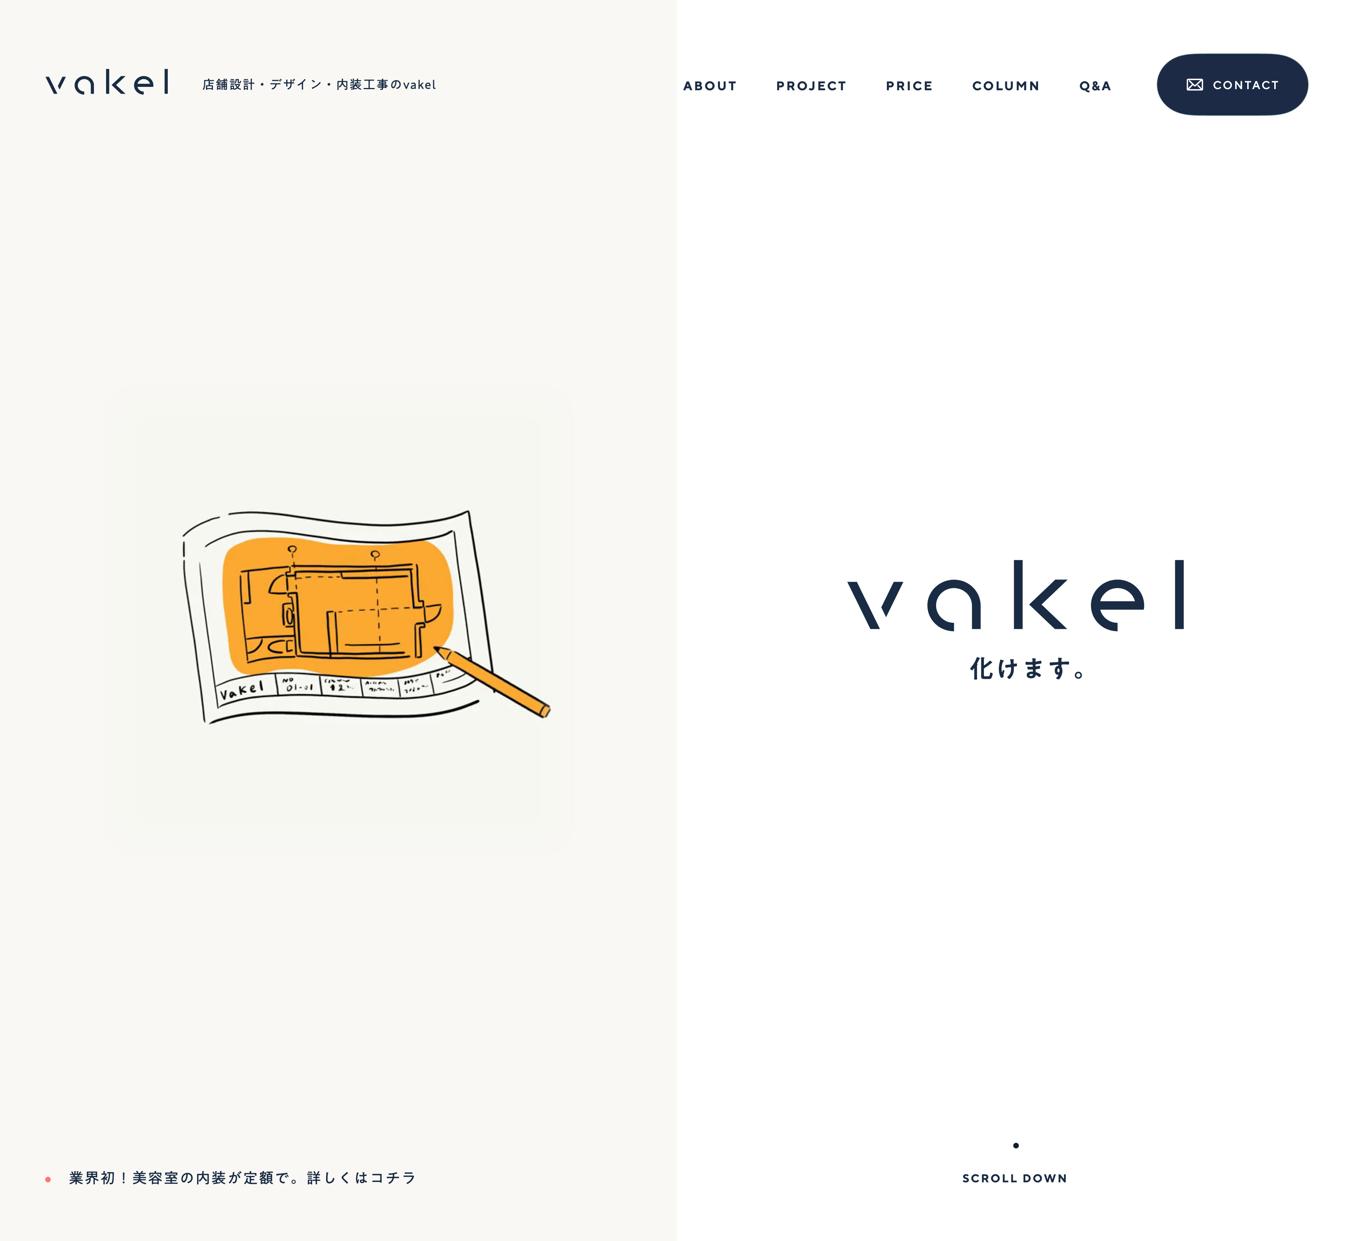 vakel
店舗設計・デザイン・内装工事のvakel
ABOUT PROJECT PRICE COLUMN Q&A CONTACT
vakel
NO
01-01
vakel
化けます。
業界初！美容室の内装が定額で。詳しくはコチラ
SCROLL DOWN